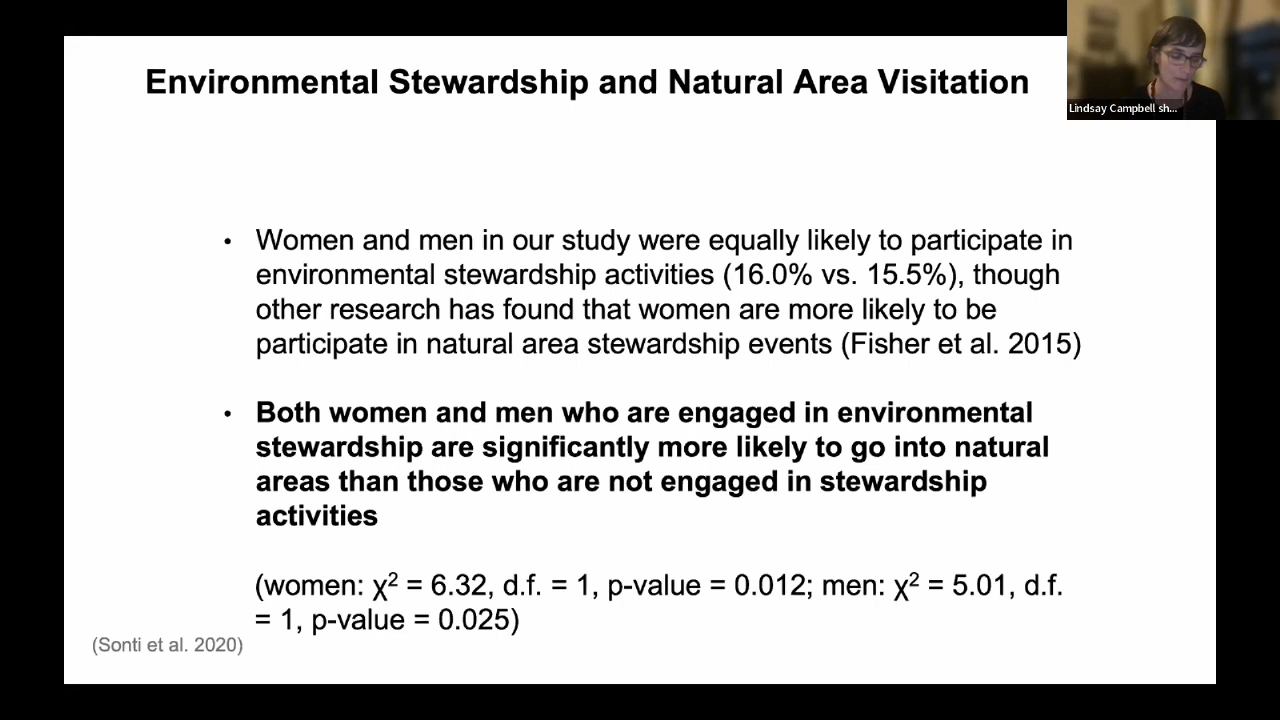 Environmental Stewardship and Natural Area Visitation
Lindsay Campbell sh...
• Women and men in our study were equally likely to participate in
environmental stewardship activities (16.0% vs. 15.5%), though
other research has found that women are more likely to be
participate in natural area stewardship events (Fisher et al. 2015)
• Both women and men who are engaged in environmental
stewardship are significantly more likely to go into natural
areas than those who are not engaged in stewardship
activities
(women: χ² = 6.32, d.f. = 1, p-value = 0.012; men: χ² = 5.01, d.f.
= 1, p-value = 0.025)
(Sonti et al. 2020)